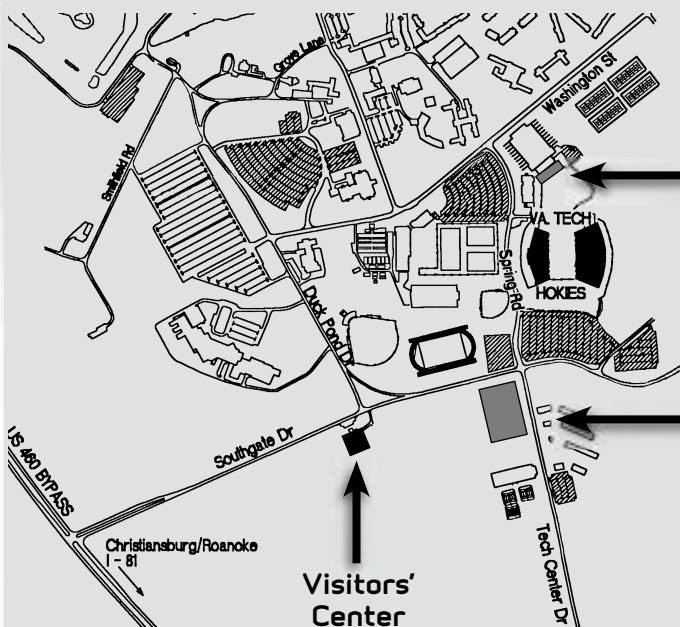 Grove Lane
Washington St
Smithfield Rd
VA. TECH
HOKIES
Spring Rd
Duck Pond Dr
Southgate Dr
US 460 BYPASS
Christiansburg/Roanoke
I - 81
Tech Center Dr
Visitors'
Center